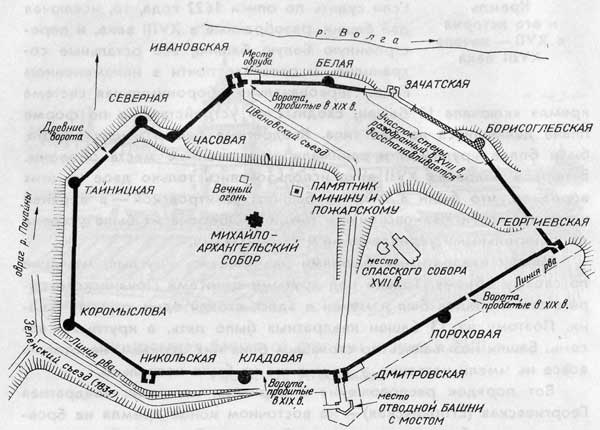 р. Волга
ИВАНОВСКАЯ
Место
обруба
БЕЛАЯ
ЗАЧАТСКАЯ
СЕВЕРНАЯ
Ворота,
пробитые в XIX в.
Древние
ворота
ЧАСОВАЯ
Ивановский съезд
Участок стены
разобранный в XVIII в.
Восстанавливается
БОРИСОГЛЕБСКАЯ
ТАЙНИЦКАЯ
Вечный
огонь
ПАМЯТНИК
МИНИНУ И
ПОЖАРСКОМУ
ГЕОРГИЕВСКАЯ
МИХАЙЛО-
АРХАНГЕЛЬСКИЙ
СОБОР
место
СПАССКОГО СОБОРА
XVII в.
овраг р. Почайны
Линия рва
Ворота,
пробитые в XIX в.
КОРОМЫСЛОВА
ПОРОХОВАЯ
Зеленский съезд (1834)
Линия рва
НИКОЛЬСКАЯ
КЛАДОВАЯ
ДМИТРОВСКАЯ
Ворота,
пробитые
в XIX в.
место
ОТВОДНОЙ БАШНИ
С МОСТОМ